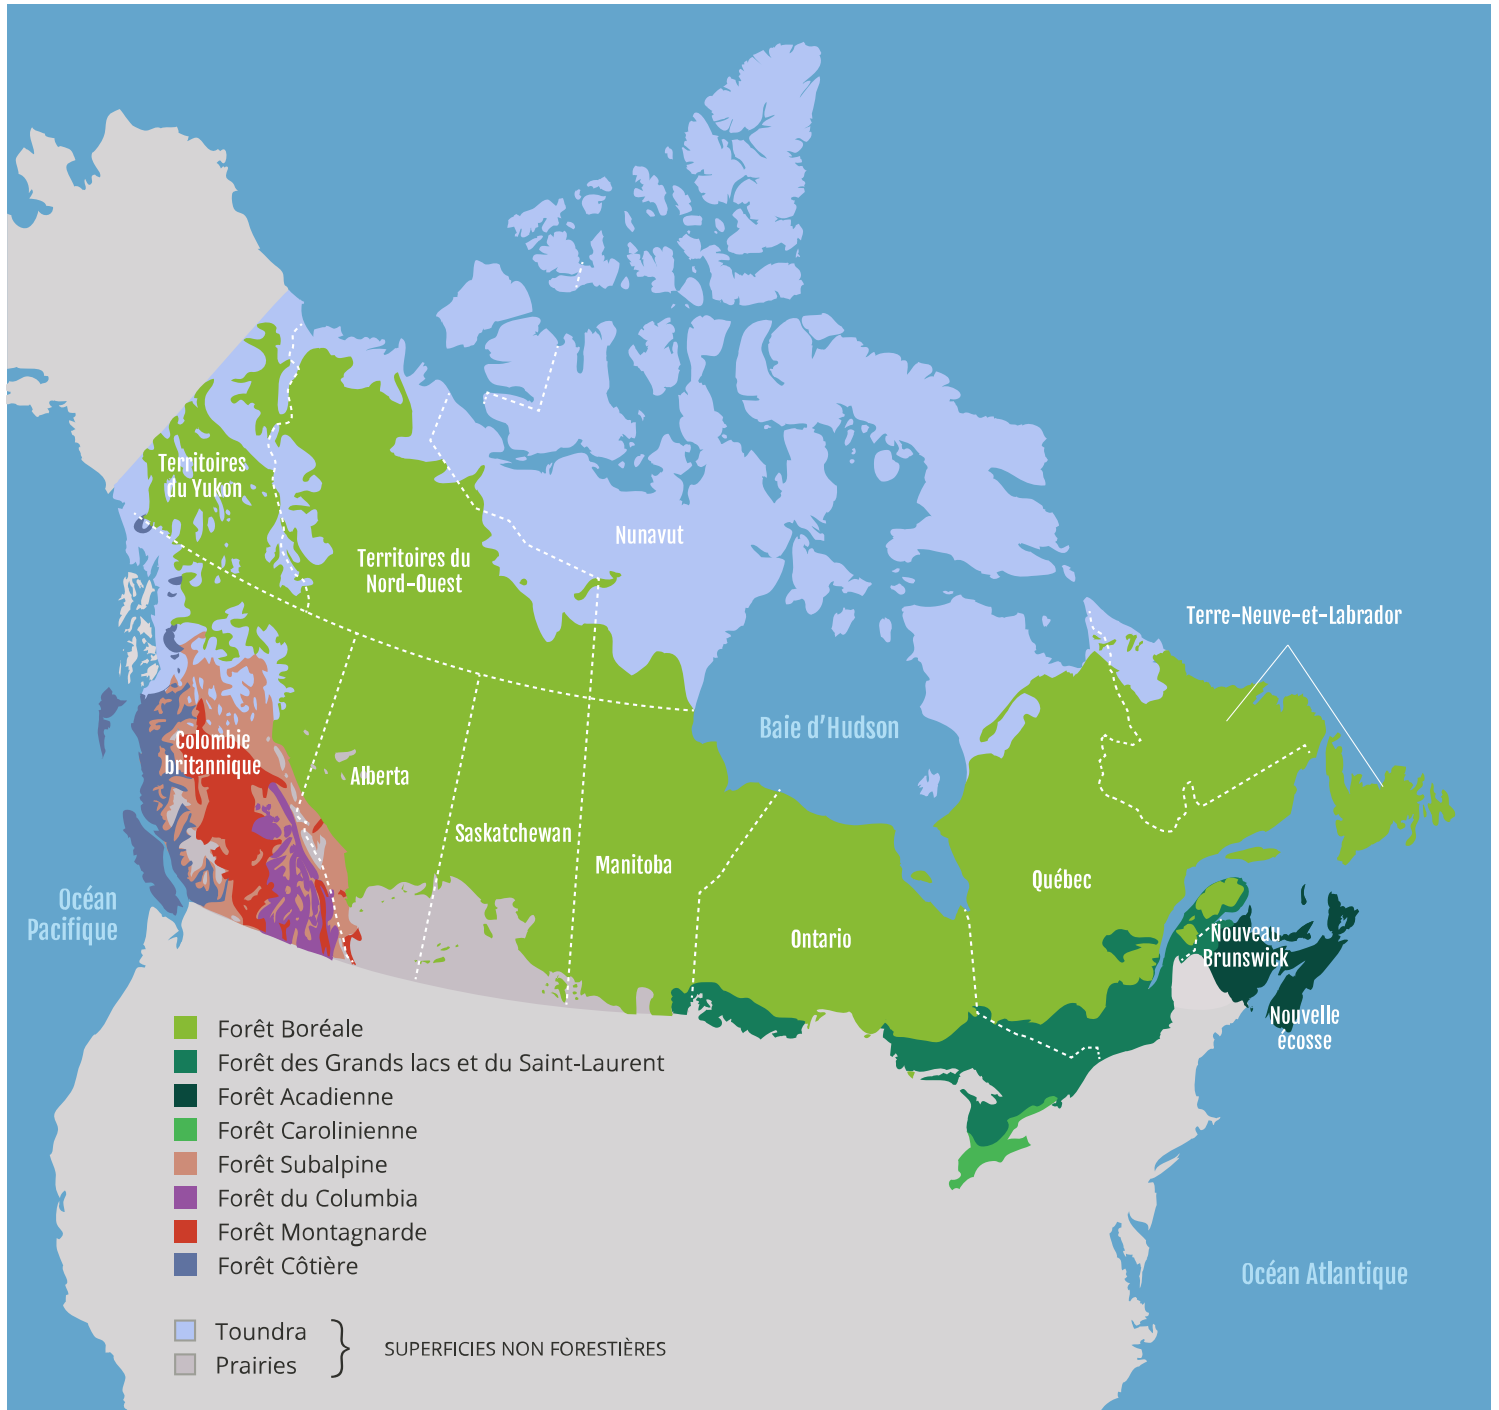 Territoires
du Yukon
Nunavut
Territoires du
Nord-Ouest
Terre-Neuve-et-Labrador
Baie d’Hudson
Colombie
britannique
Alberta
Saskatchewan
Manitoba
Québec
Océan
Pacifique
Ontario
Nouveau
Brunswick
Nouvelle
écosse
Forêt Boréale
Forêt des Grands lacs et du Saint-Laurent
Forêt Acadienne
Forêt Carolinienne
Forêt Subalpine
Forêt du Columbia
Forêt Montagnarde
Forêt Côtière
Océan Atlantique
Toundra
Prairies
SUPERFICIES NON FORESTIÈRES